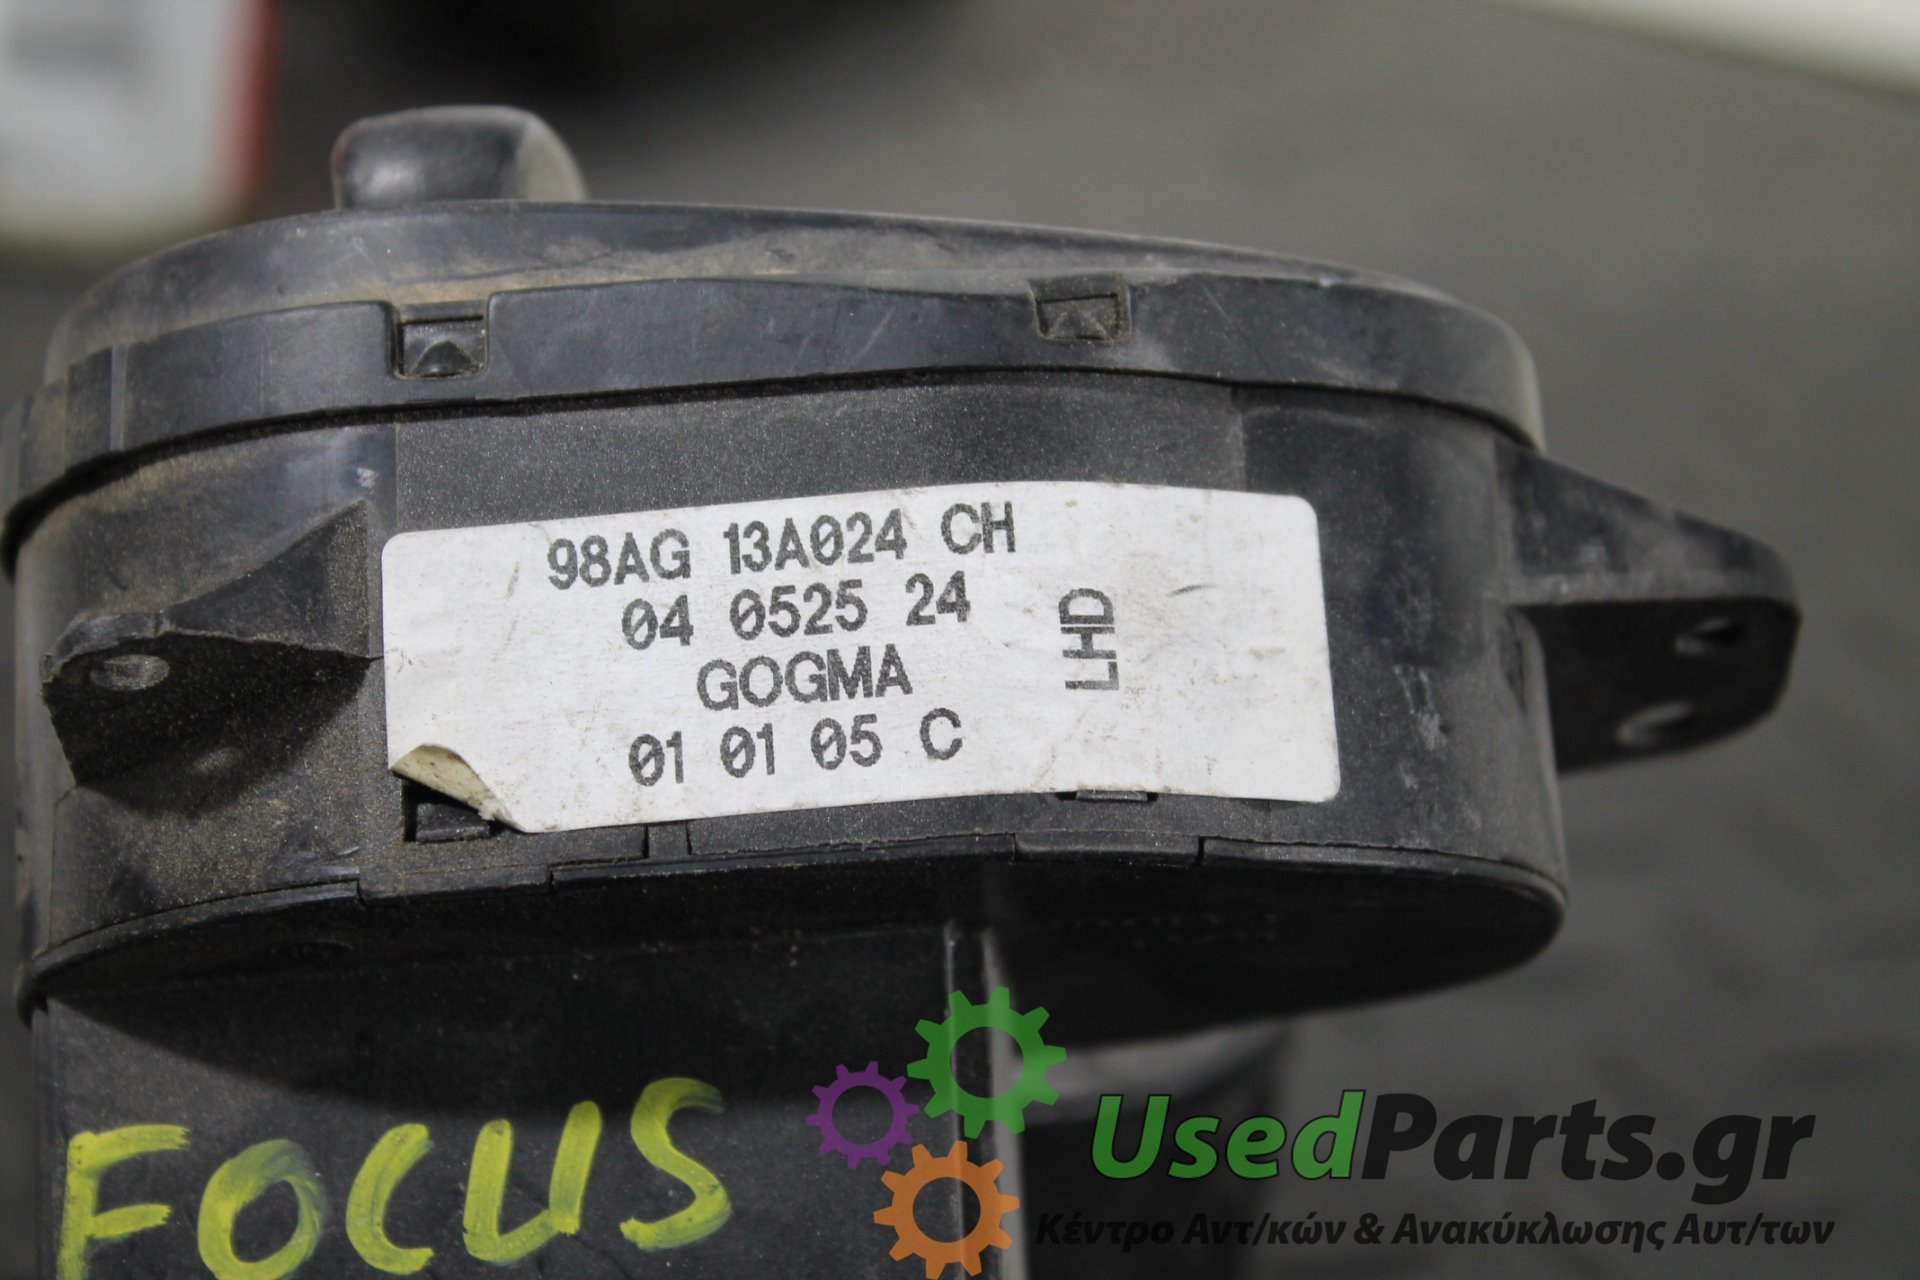 98AG 13A024 CH
04 0525 24
GOGMA
01 01 05 C
LHD
FOCUS
UsedParts.gr
Κέντρο Αντ/κών & Ανακύκλωσης Αυτ/των